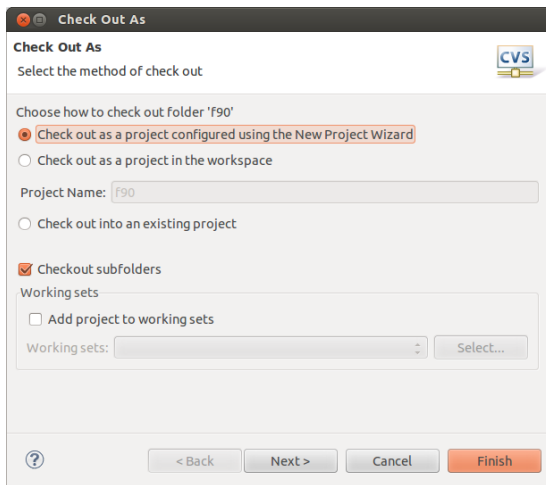 Check Out As
Check Out As
CVS
Select the method of check out
Choose how to check out folder 'f90'
Check out as a project configured using the New Project Wizard
Check out as a project in the workspace
Project Name: f90
Check out into an existing project
Checkout subfolders
Working sets
Add project to working sets
Working sets: Select...
? < Back Next > Cancel Finish